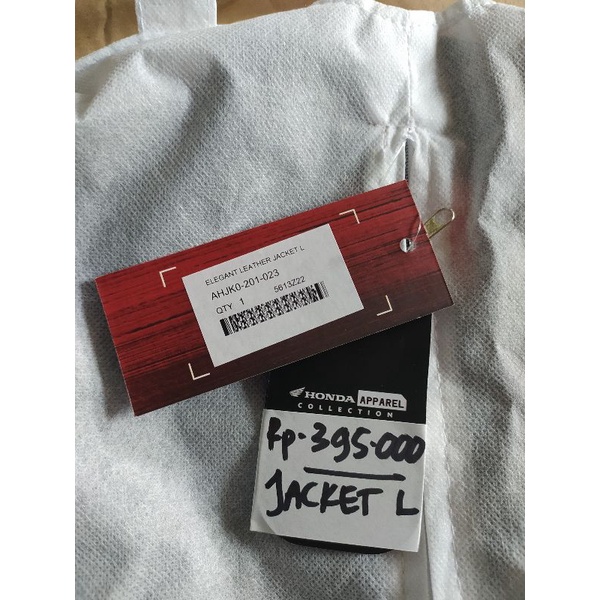 ELEGANT LEATHER JACKET L
AHJK0-201-023
QTY 1 5613Z22
HONDA APPAREL
COLLECTION
Rp. 395.000
JACKET L